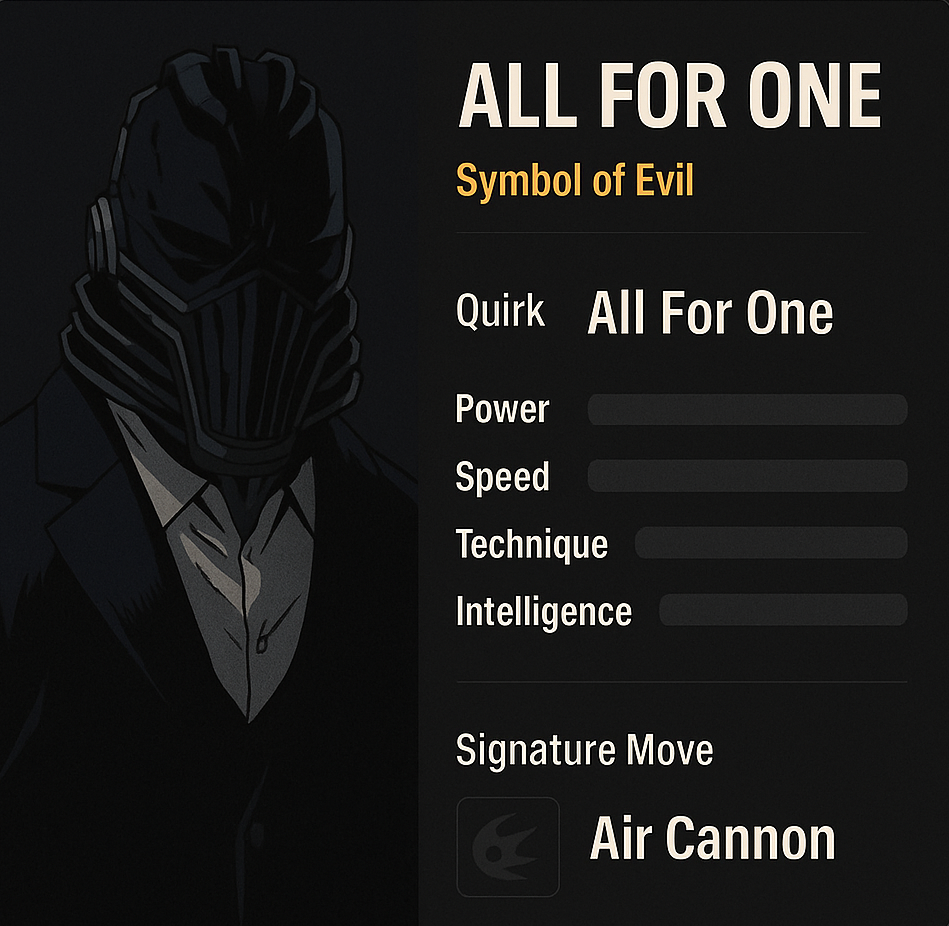 ALL FOR ONE
Symbol of Evil
Quirk All For One
Power
Speed
Technique
Intelligence
Signature Move
Air Cannon